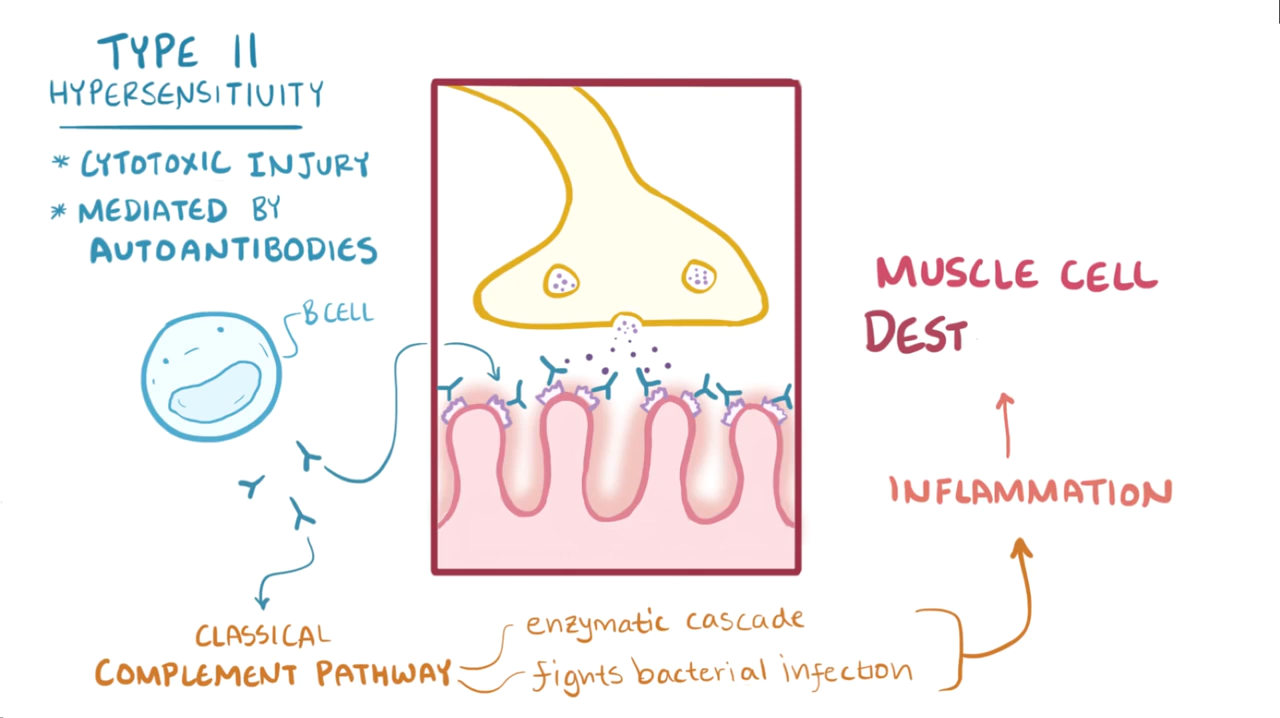 TYPE II
HYPERSENSITIVITY
* CYTOTOXIC INJURY
* MEDIATED BY
AUTOANTIBODIES
B CELL
MUSCLE CELL
DEST
INFLAMMATION
CLASSICAL
COMPLEMENT PATHWAY
enzymatic cascade
fights bacterial infection